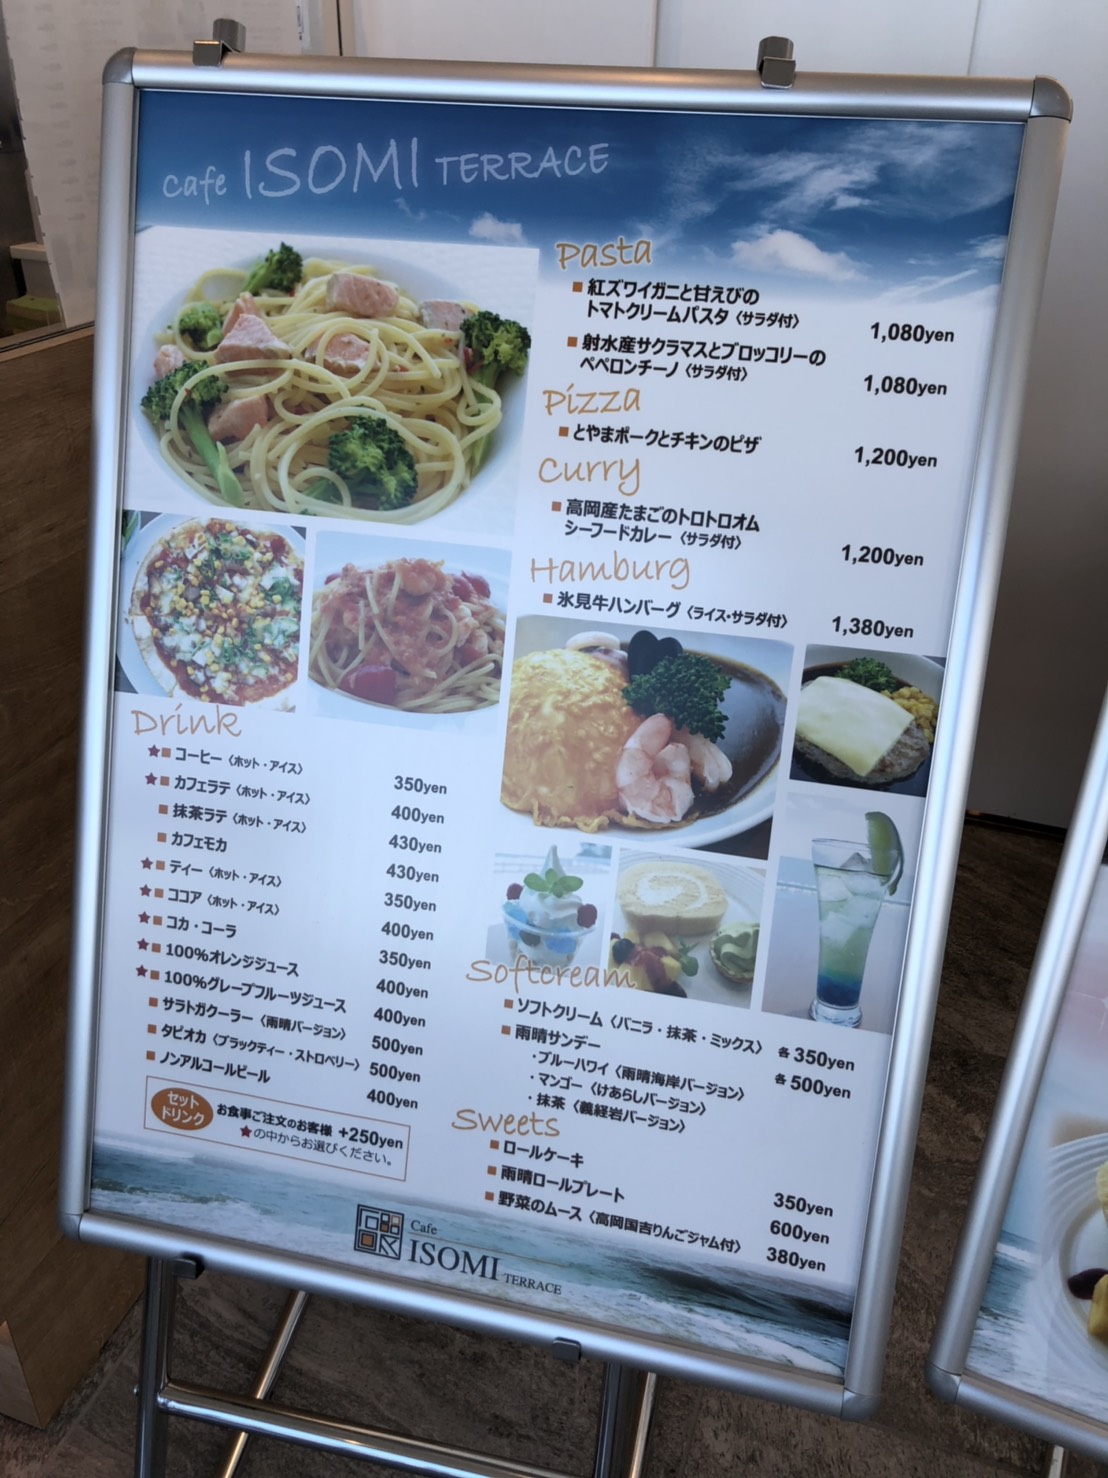 cafe ISOMI TERRACE
Pasta
■ 紅ズワイガニと甘えびの
トマトクリームパスタ〈サラダ付〉 1,080yen
■ 射水産サクラマスとブロッコリーの
ペペロンチーノ〈サラダ付〉 1,080yen
Pizza
■ とやまポークとチキンのピザ 1,200yen
Curry
■ 高岡産たまごのトロトロオム
シーフードカレー〈サラダ付〉 1,200yen
Hamburg
■ 氷見牛ハンバーグ〈ライス・サラダ付〉 1,380yen
Drink
★■ コーヒー〈ホット・アイス〉 350yen
★■ カフェラテ〈ホット・アイス〉 400yen
■ 抹茶ラテ〈ホット・アイス〉 430yen
■ カフェモカ 430yen
★■ ティー〈ホット・アイス〉 350yen
★■ ココア〈ホット・アイス〉 400yen
★■ コカ・コーラ 350yen
★■ 100%オレンジジュース 400yen
★■ 100%グレープフルーツジュース 400yen
■ サラトガクーラー〈雨晴バージョン〉 500yen
■ タピオカ〈ブラックティー・ストロベリー〉 500yen
■ ノンアルコールビール 400yen
セット
ドリンク
お食事ご注文のお客様 +250yen
★の中からお選びください。
Softcream
■ ソフトクリーム〈バニラ・抹茶・ミックス〉 各350yen
■ 雨晴サンデー 各500yen
・ブルーハワイ〈雨晴海岸バージョン〉
・マンゴー〈けあらしバージョン〉
・抹茶〈義経岩バージョン〉
Sweets
■ ロールケーキ 350yen
■ 雨晴ロールプレート 600yen
■ 野菜のムース〈高岡国吉りんごジャム付〉 380yen
Cafe
ISOMI TERRACE